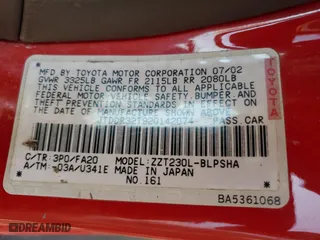 MFD BY TOYOTA MOTOR CORPORATION 07/02
GVWR 3325LB GAWR FR 2115LB RR 2080LB
THIS VEHICLE CONFORMS TO ALL APPLICABLE
FEDERAL MOTOR VEHICLE SAFETY, BUMPER, AND
THEFT PREVENTION STANDARDS IN EFFECT ON
THE DATE OF MANUFACTURE SHOWN ABOVE.
PASS. CAR
C/TR: 3P0/FA20 MODEL: ZZT230L-BLPSHA
A/TM: -03A/U341E MADE IN JAPAN
NO. 161
BA5361068